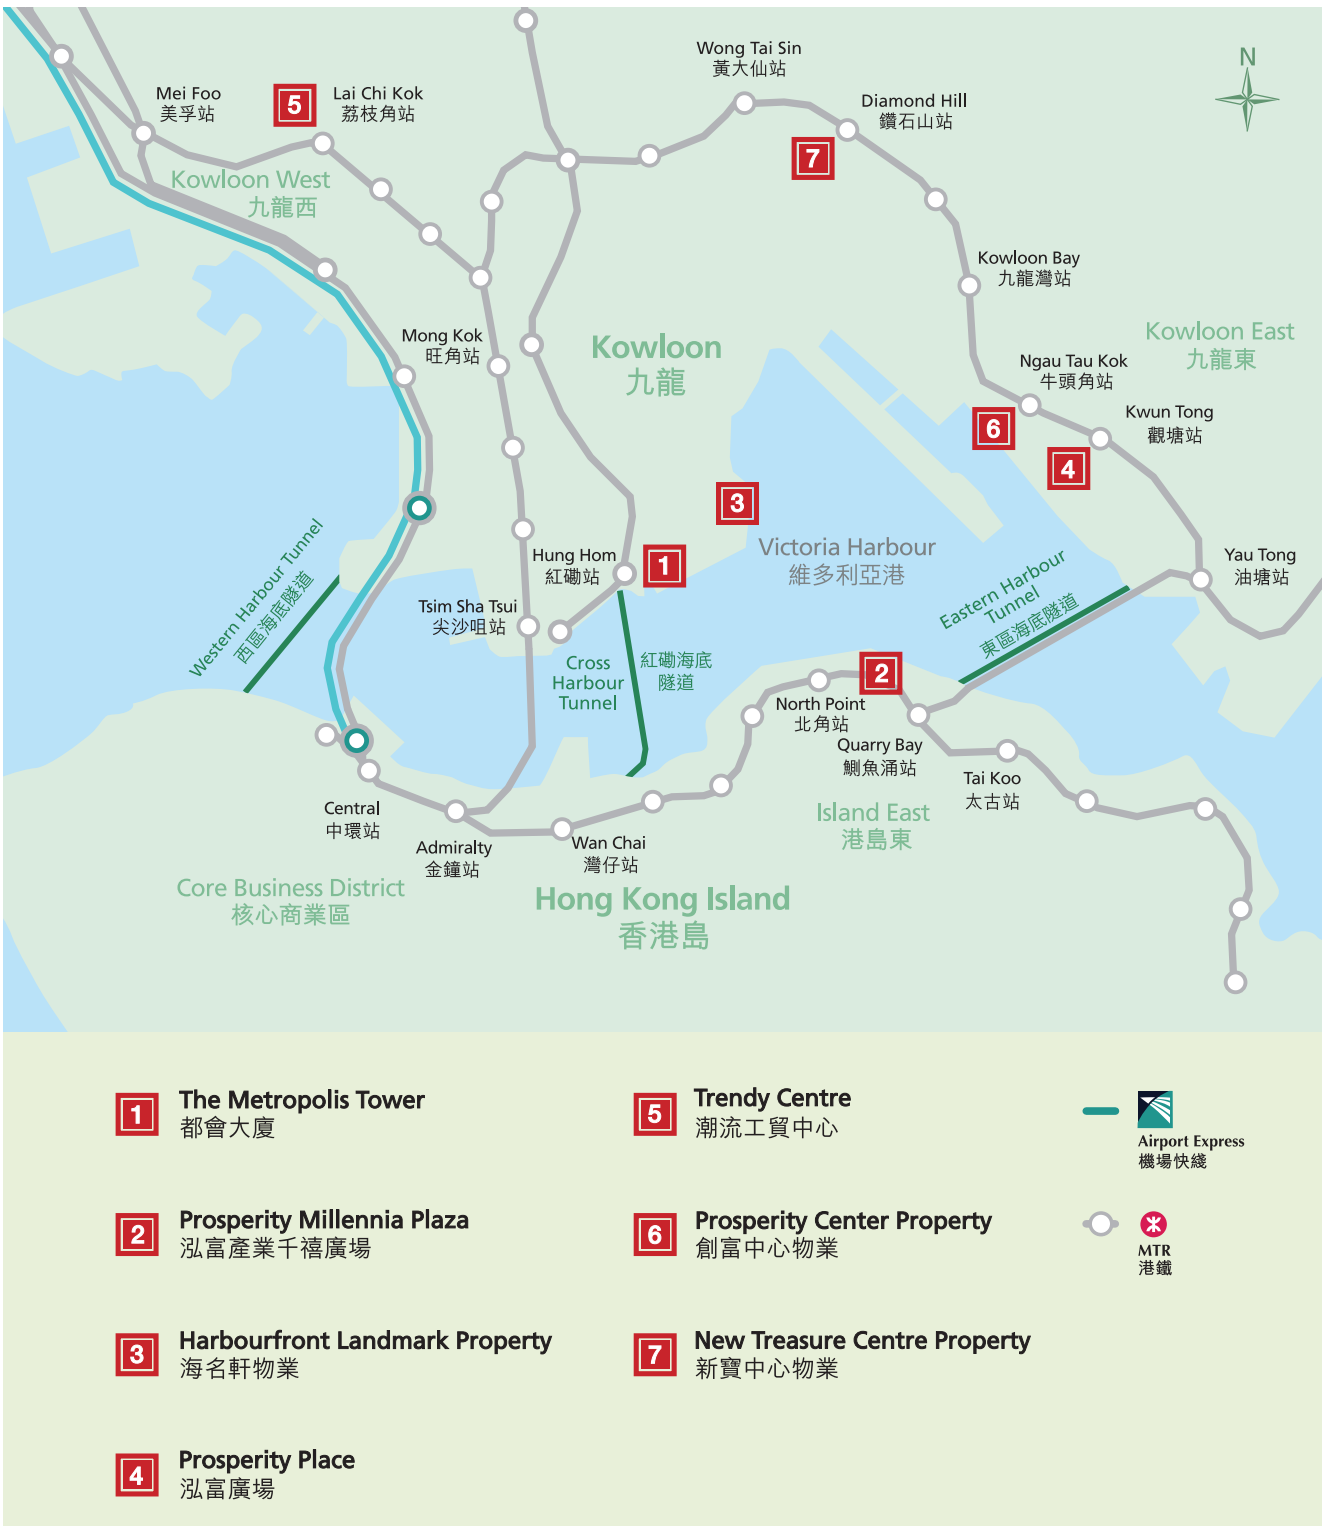 N
Wong Tai Sin
黃大仙站
Mei Foo
美孚站
5
Lai Chi Kok
荔枝角站
Diamond Hill
鑽石山站
7
Kowloon West
九龍西
Kowloon Bay
九龍灣站
Mong Kok
旺角站
Kowloon
九龍
Kowloon East
九龍東
Ngau Tau Kok
牛頭角站
6
Kwun Tong
觀塘站
4
3
Western Harbour Tunnel
西區海底隧道
Hung Hom
紅磡站
1
Victoria Harbour
維多利亞港
Eastern Harbour
Tunnel
東區海底隧道
Yau Tong
油塘站
Tsim Sha Tsui
尖沙咀站
Cross
Harbour
Tunnel
紅磡海底
隧道
2
North Point
北角站
Quarry Bay
鰂魚涌站
Tai Koo
太古站
Central
中環站
Admiralty
金鐘站
Wan Chai
灣仔站
Island East
港島東
Core Business District
核心商業區
Hong Kong Island
香港島
1
The Metropolis Tower
都會大廈
2
Prosperity Millennia Plaza
泓富產業千禧廣場
3
Harbourfront Landmark Property
海名軒物業
4
Prosperity Place
泓富廣場
5
Trendy Centre
潮流工貿中心
6
Prosperity Center Property
創富中心物業
7
New Treasure Centre Property
新寶中心物業
Airport Express
機場快綫
MTR
港鐵